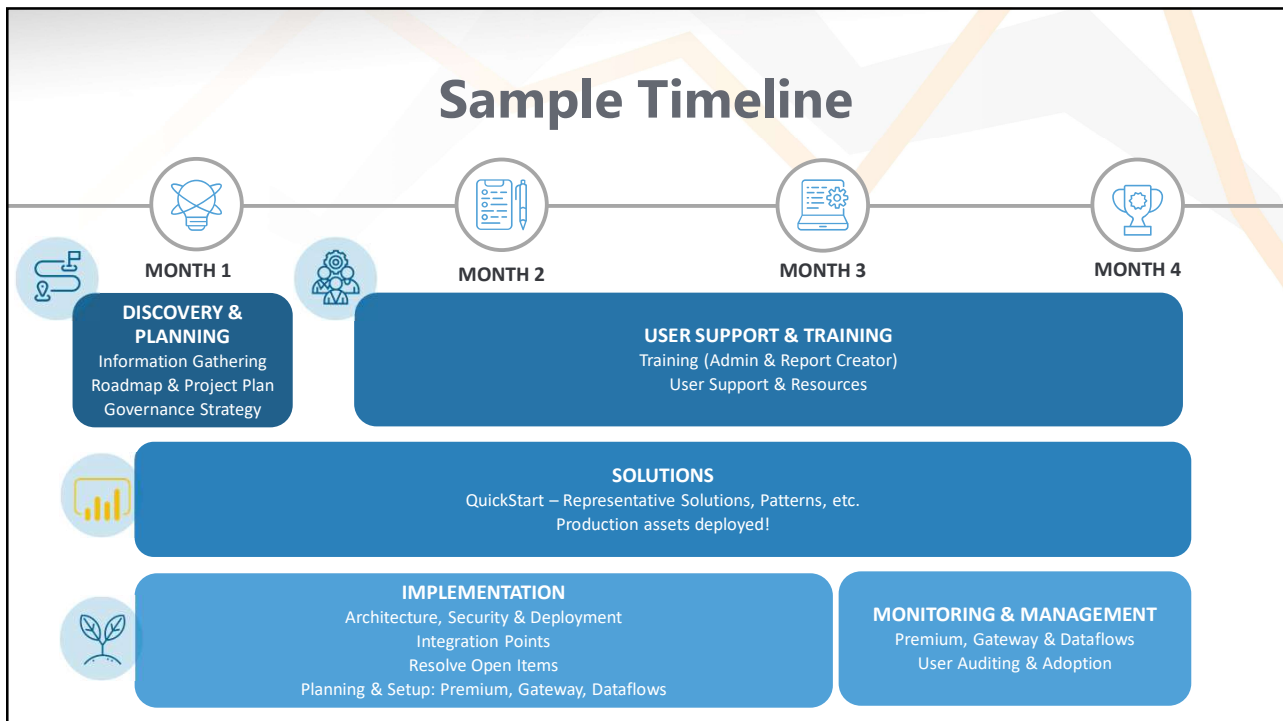 Sample Timeline
MONTH 1
MONTH 2
MONTH 3
MONTH 4
DISCOVERY &
PLANNING
Information Gathering
Roadmap & Project Plan
Governance Strategy
USER SUPPORT & TRAINING
Training (Admin & Report Creator)
User Support & Resources
SOLUTIONS
QuickStart – Representative Solutions, Patterns, etc.
Production assets deployed!
IMPLEMENTATION
Architecture, Security & Deployment
Integration Points
Resolve Open Items
Planning & Setup: Premium, Gateway, Dataflows
MONITORING & MANAGEMENT
Premium, Gateway & Dataflows
User Auditing & Adoption